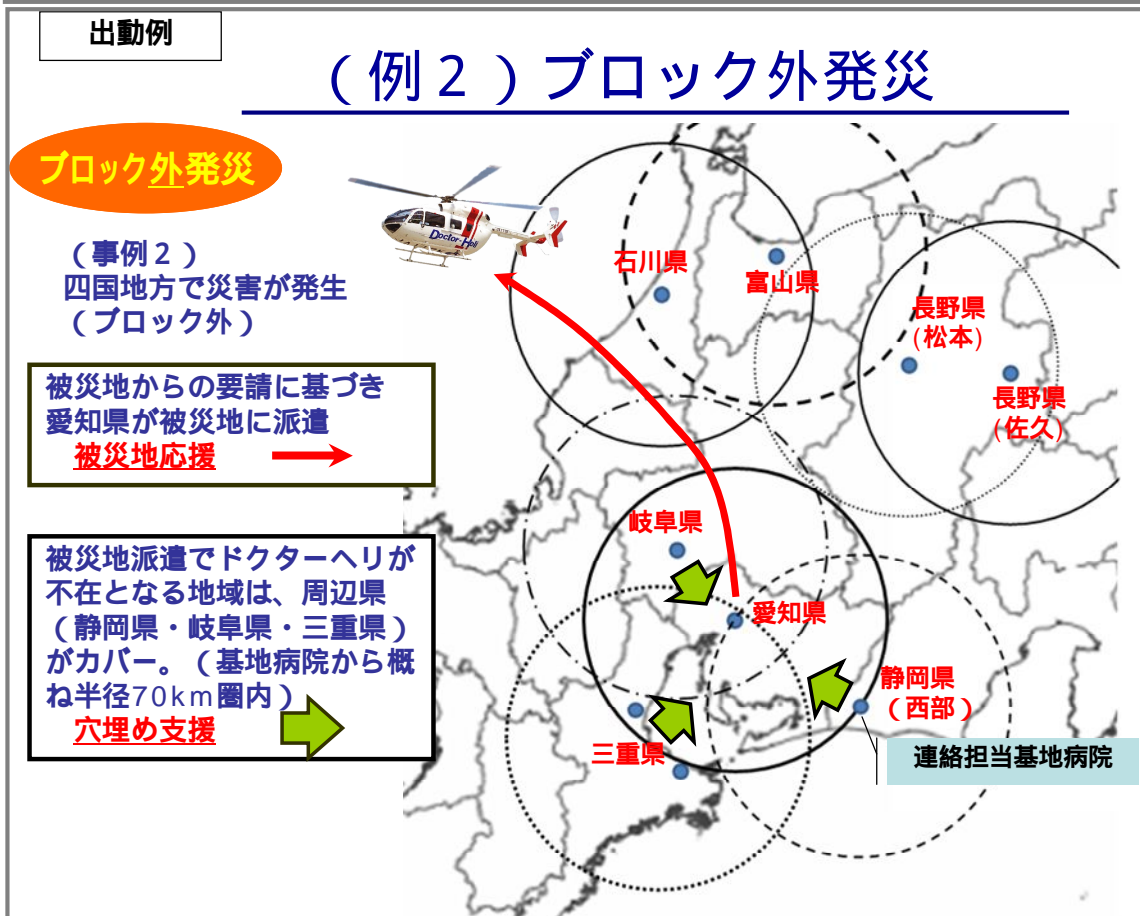 出動例
（例２）ブロック外発災
ブロック外発災
（事例２）
四国地方で災害が発生
（ブロック外）
被災地からの要請に基づき
愛知県が被災地に派遣
被災地応援
被災地派遣でドクターヘリが
不在となる地域は、周辺県
（静岡県・岐阜県・三重県）
がカバー。（基地病院から概
ね半径70km圏内）
穴埋め支援
Doctor-Heli
石川県
富山県
長野県
(松本)
長野県
(佐久)
岐阜県
愛知県
静岡県
（西部）
三重県
連絡担当基地病院